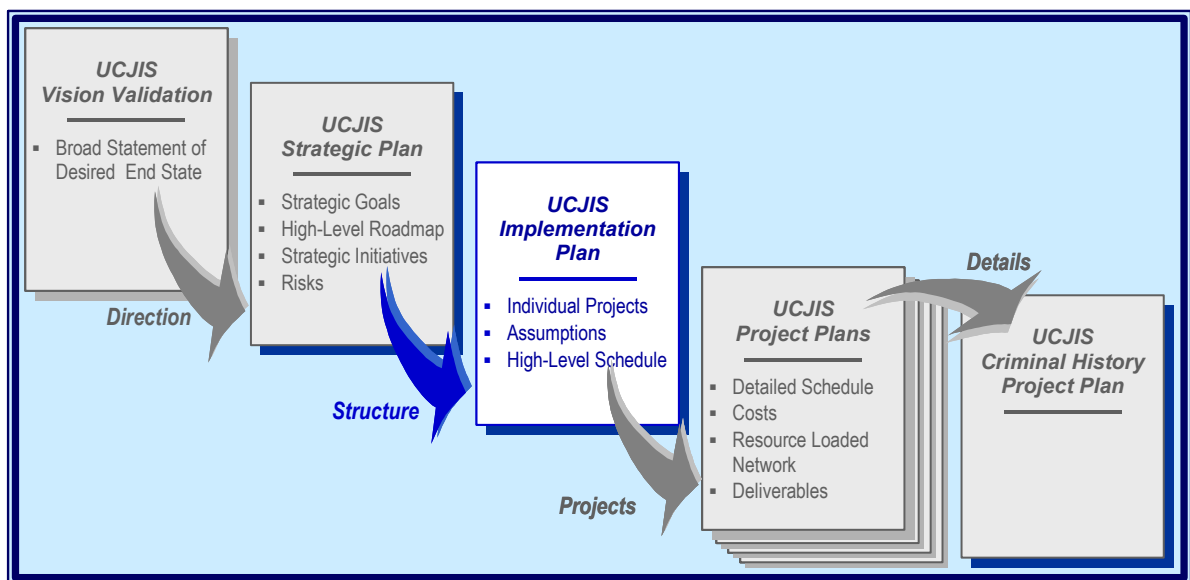 UCJIS
Vision Validation
▪ Broad Statement of
Desired End State
Direction
UCJIS
Strategic Plan
▪ Strategic Goals
▪ High-Level Roadmap
▪ Strategic Initiatives
▪ Risks
Structure
UCJIS
Implementation
Plan
▪ Individual Projects
▪ Assumptions
▪ High-Level Schedule
Projects
UCJIS
Project Plans
▪ Detailed Schedule
▪ Costs
▪ Resource Loaded
Network
▪ Deliverables
Details
UCJIS
Criminal History
Project Plan